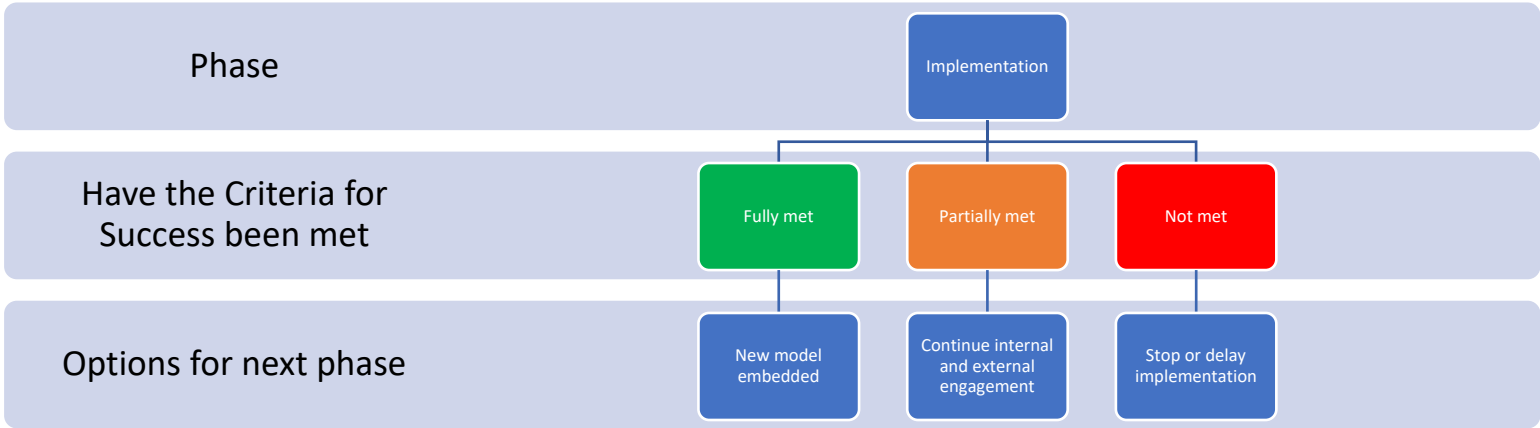 Phase
Implementation
Have the Criteria for
Success been met
Fully met
Partially met
Not met
Options for next phase
New model
embedded
Continue internal
and external
engagement
Stop or delay
implementation